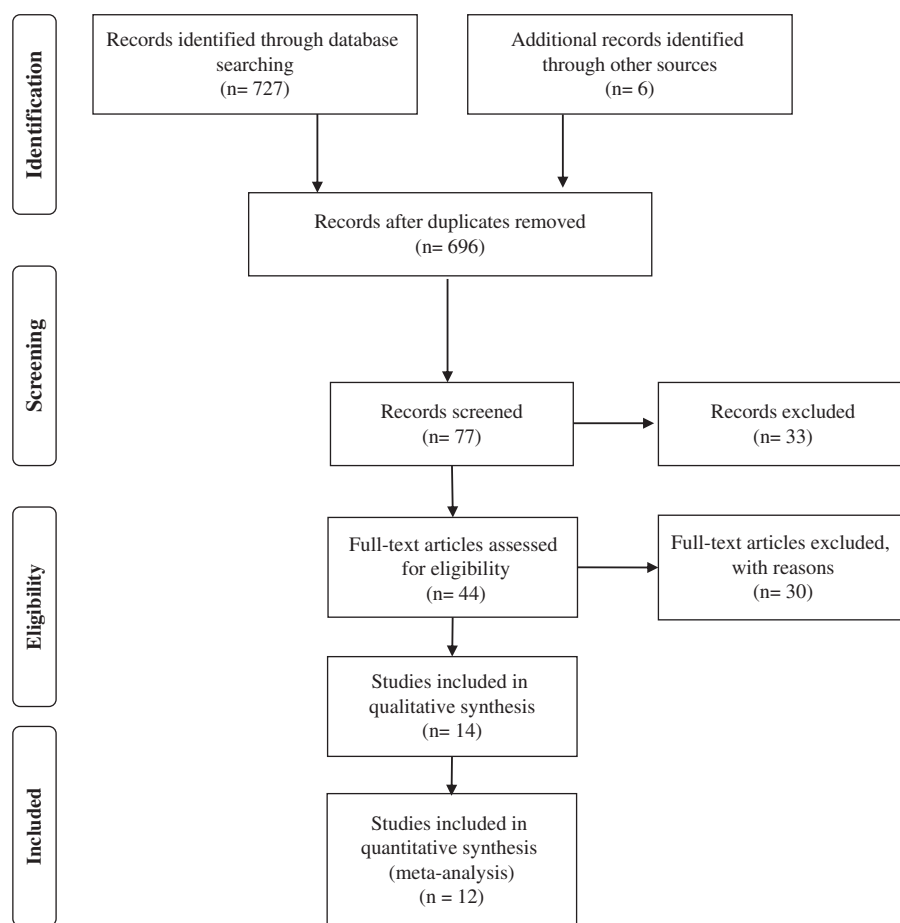 Identification
Records identified through database
searching
(n= 727)
Additional records identified
through other sources
(n= 6)
Records after duplicates removed
(n= 696)
Screening
Records screened
(n= 77)
Records excluded
(n= 33)
Eligibility
Full-text articles assessed
for eligibility
(n= 44)
Full-text articles excluded,
with reasons
(n= 30)
Studies included in
qualitative synthesis
(n= 14)
Included
Studies included in
quantitative synthesis
(meta-analysis)
(n = 12)